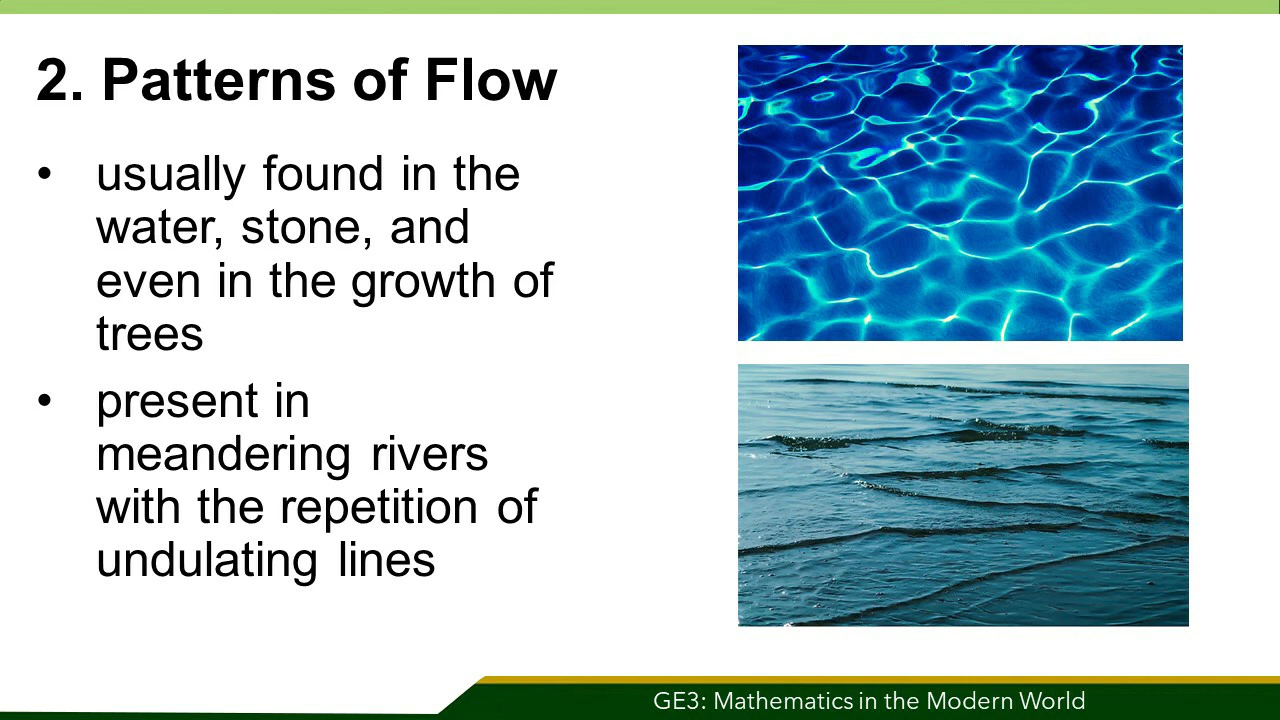 2. Patterns of Flow
• usually found in the
water, stone, and
even in the growth of
trees
• present in
meandering rivers
with the repetition of
undulating lines
GE3: Mathematics in the Modern World